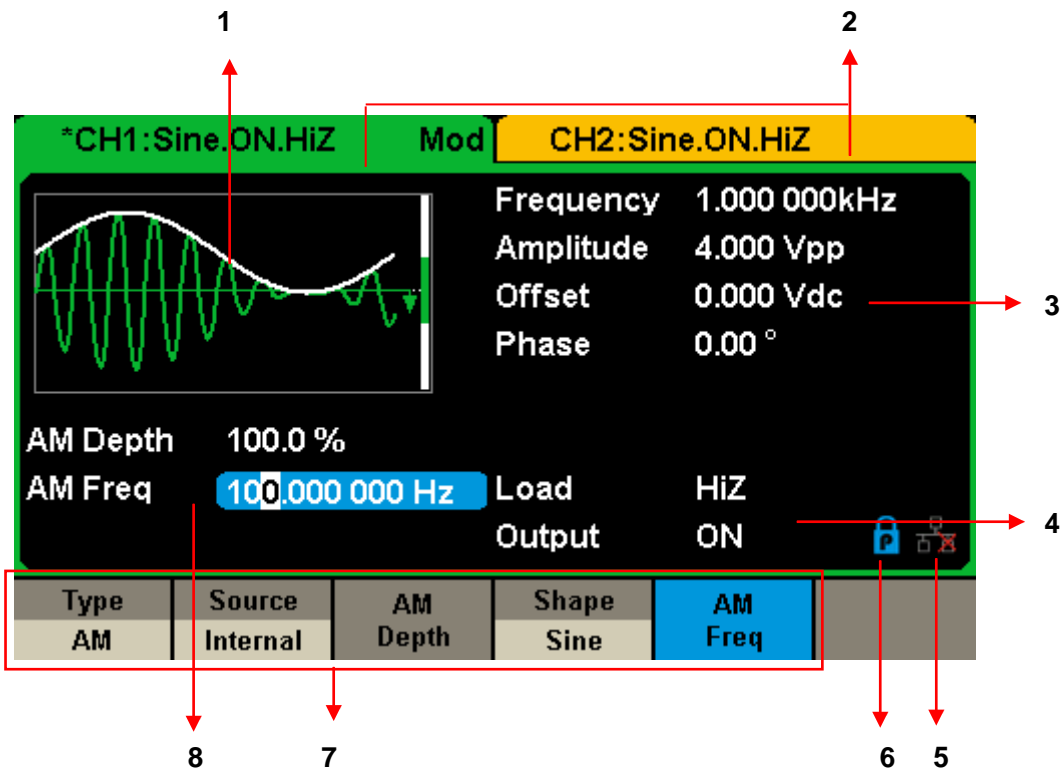 1
2
*CH1:Sine.ON.HiZ Mod
CH2:Sine.ON.HiZ
Frequency 1.000 000kHz
Amplitude 4.000 Vpp
Offset 0.000 Vdc
3
Phase 0.00 °
AM Depth 100.0 %
AM Freq 100.000 000 Hz
Load HiZ
4
Output ON
P
Type
AM
Source
Internal
AM
Depth
Shape
Sine
AM
Freq
8
7
6
5